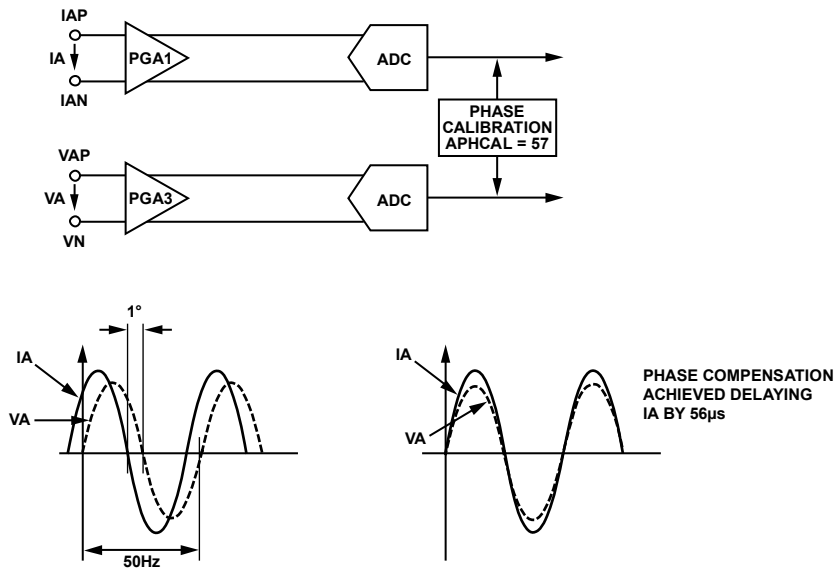 IAP
IA
PGA1
ADC
IAN
PHASE
CALIBRATION
APHCAL = 57
VAP
VA
PGA3
ADC
VN
1°
IA
VA
50Hz
IA
VA
PHASE COMPENSATION
ACHIEVED DELAYING
IA BY 56µs